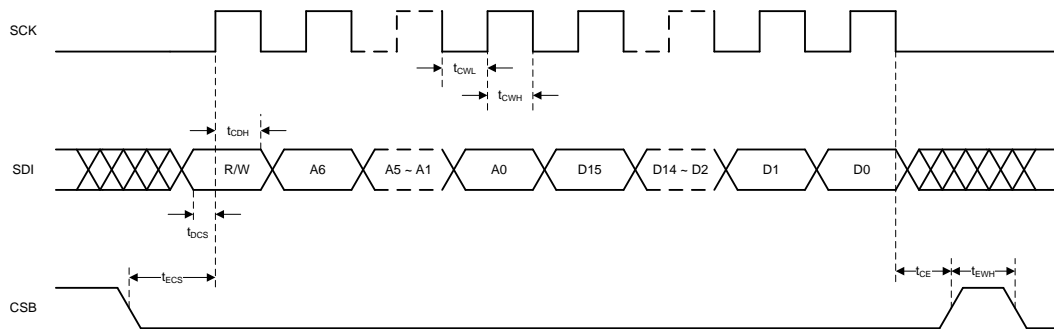 SCK
tCWL
tCWH
tCDH
SDI
R/W
A6
A5 ~ A1
A0
D15
D14 ~ D2
D1
D0
tDCS
tECS
tCE
tEWH
CSB